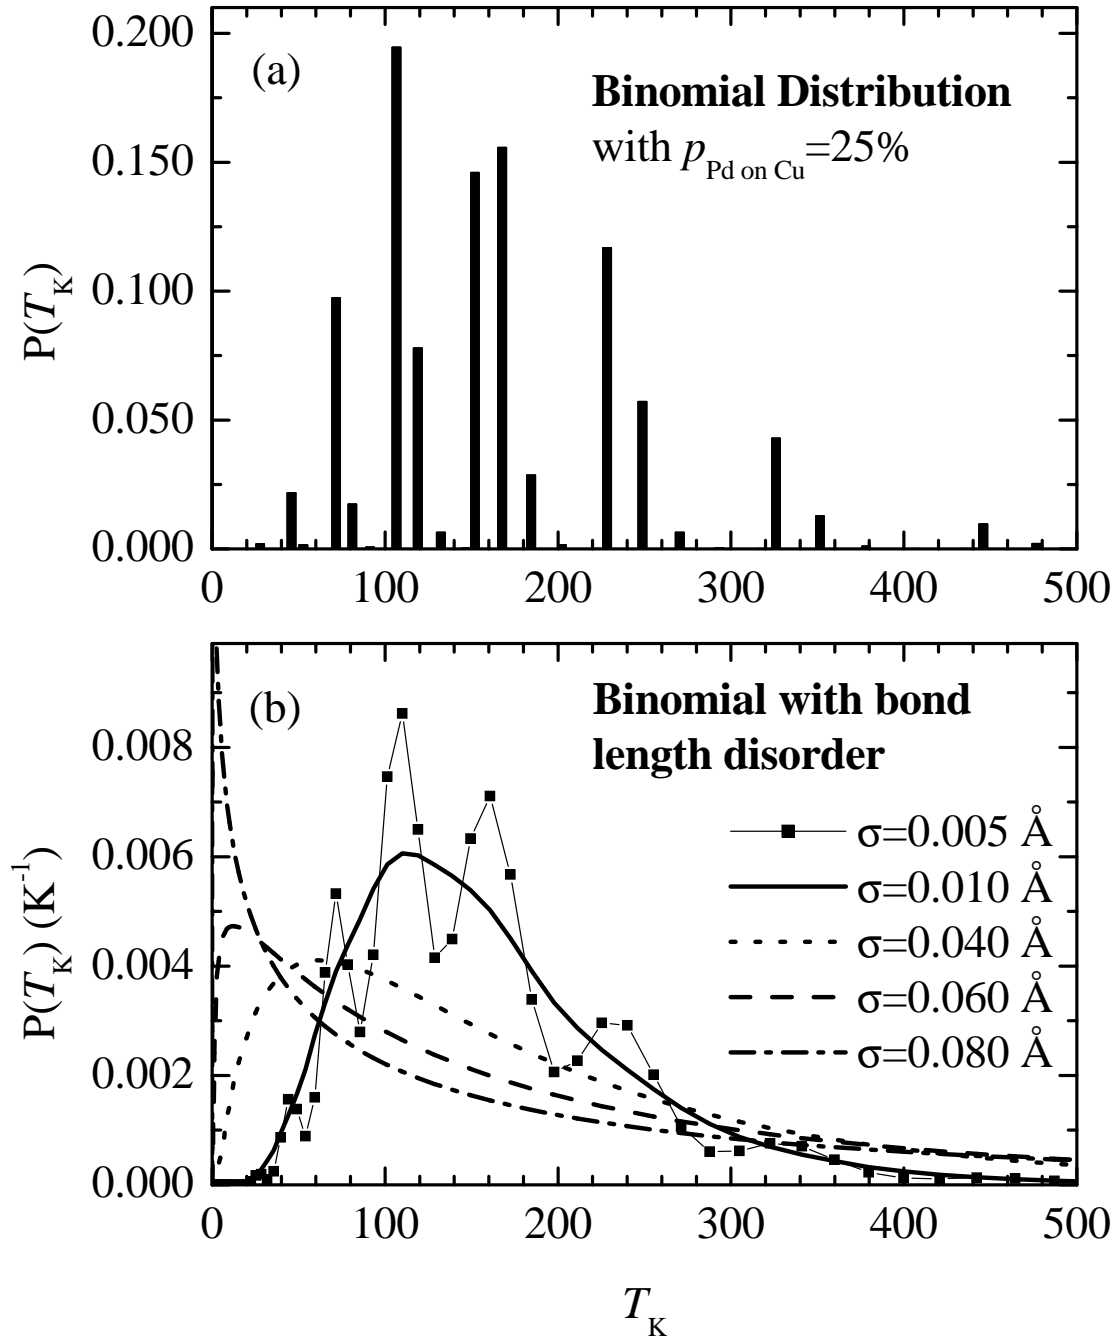 0.200
(a)
Binomial Distribution
with p_Pd on Cu=25%
0.150
0.100
0.050
0.000
P(T_K)
0 100 200 300 400 500
(b)
Binomial with bond
length disorder
0.008
0.006
0.004
0.002
0.000
P(T_K) (K⁻¹)
σ=0.005 Å
σ=0.010 Å
σ=0.040 Å
σ=0.060 Å
σ=0.080 Å
0 100 200 300 400 500
T_K